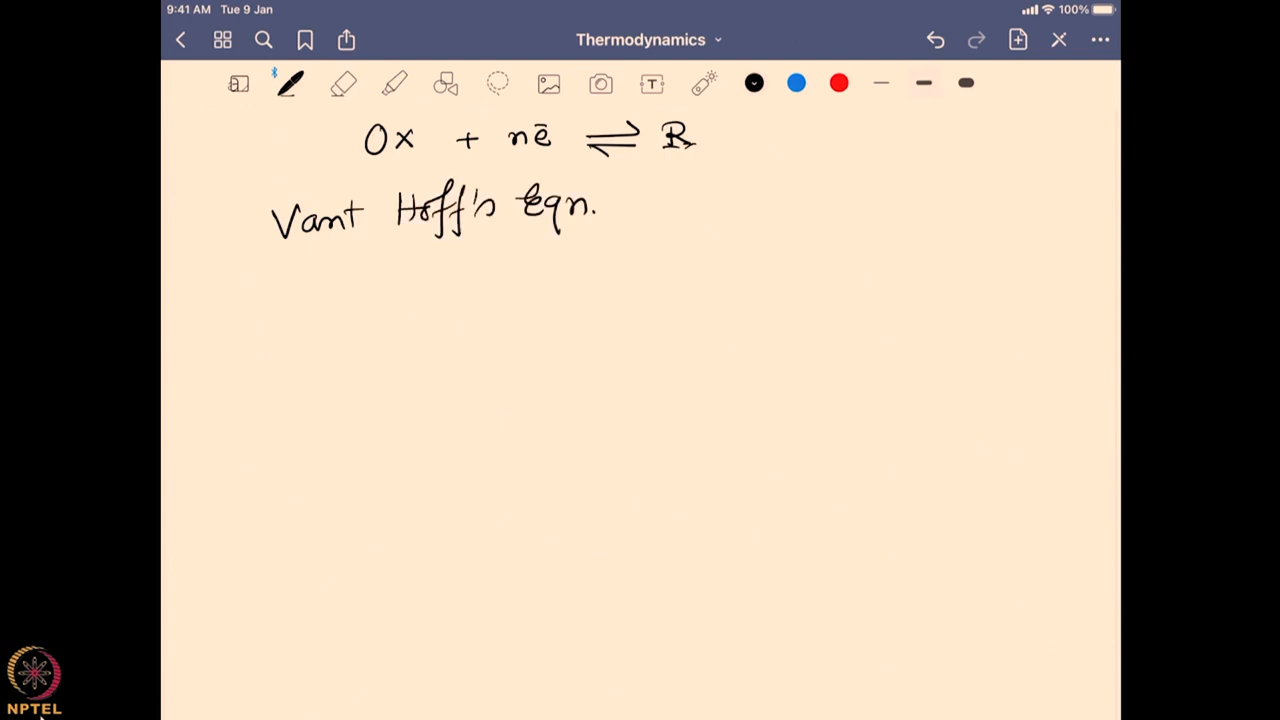 9:41 AM Tue 9 Jan
100%
Thermodynamics
T
Ox + nē ⇌ R
Vant Hoff's Eqn.
NPTEL